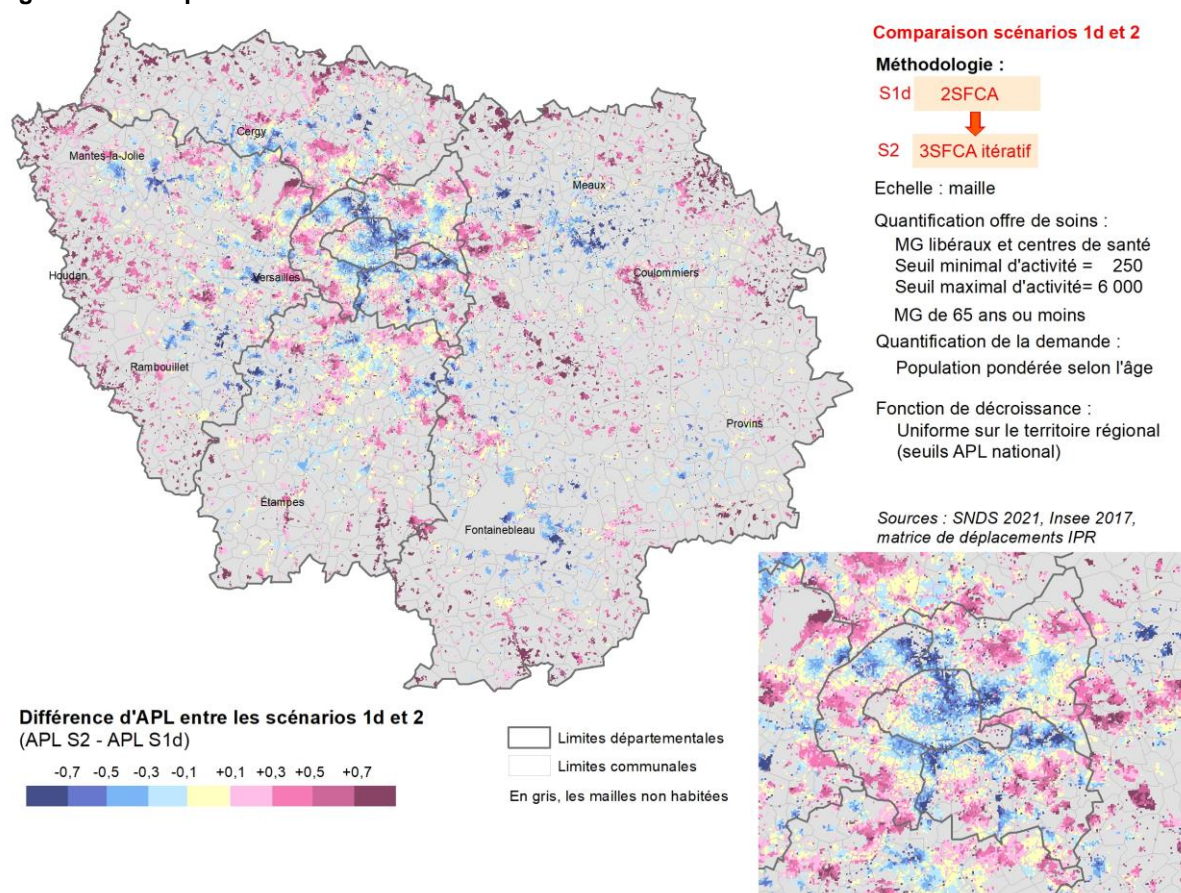 Comparaison scénarios 1d et 2
Méthodologie :
S1d 2SFCA
S2 3SFCA itératif
Echelle : maille
Quantification offre de soins :
MG libéraux et centres de santé
Seuil minimal d'activité = 250
Seuil maximal d'activité= 6 000
MG de 65 ans ou moins
Quantification de la demande :
Population pondérée selon l'âge
Fonction de décroissance :
Uniforme sur le territoire régional
(seuils APL national)
Sources : SNDS 2021, Insee 2017,
matrice de déplacements IPR
Cergy
Mantes-la-Jolie
Meaux
Houdan
Versailles
Coulommiers
Rambouillet
Provins
Étampes
Fontainebleau
Différence d'APL entre les scénarios 1d et 2
(APL S2 - APL S1d)
-0,7 -0,5 -0,3 -0,1 +0,1 +0,3 +0,5 +0,7
Limites départementales
Limites communales
En gris, les mailles non habitées